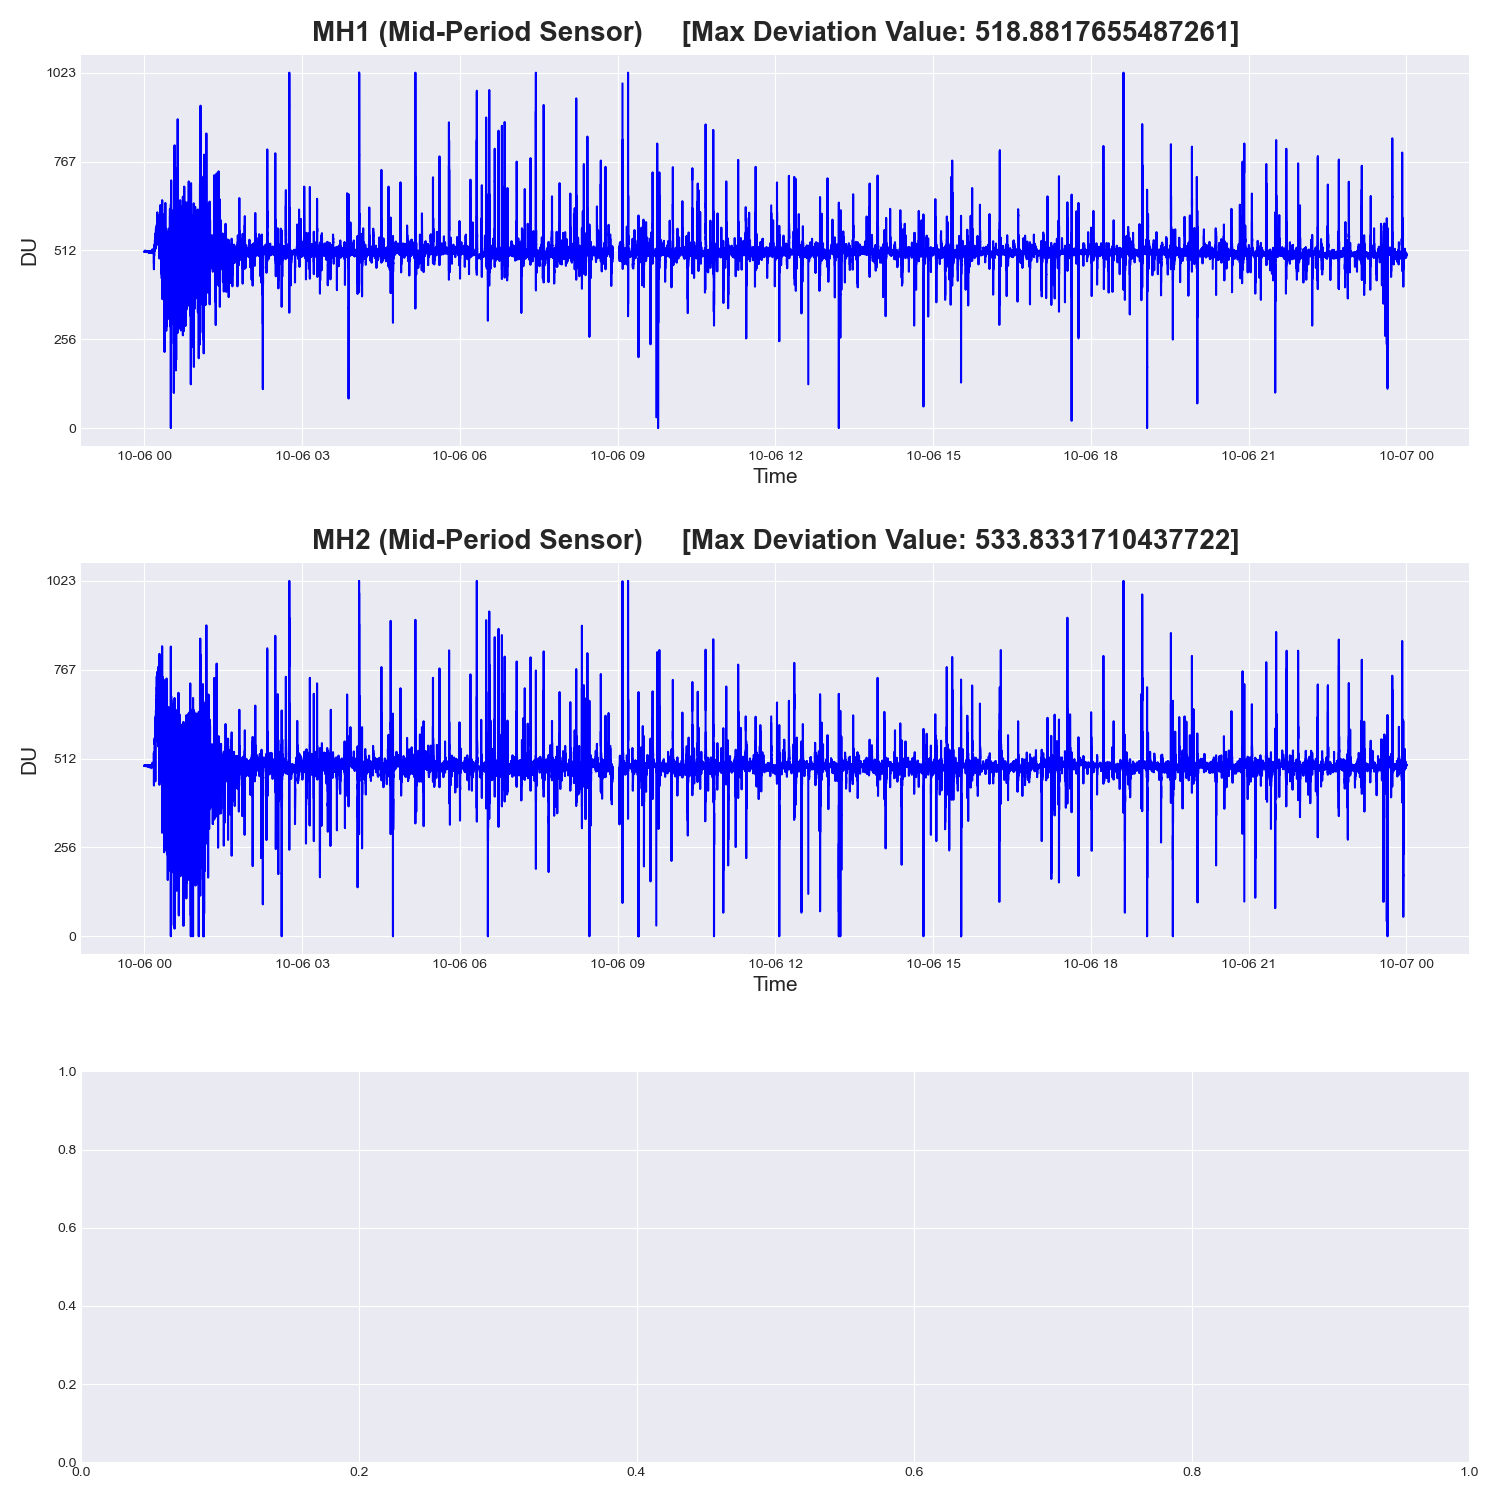 MH1 (Mid-Period Sensor) [Max Deviation Value: 518.8817655487261]
1023
767
512
256
0
DU
10-06 00 10-06 03 10-06 06 10-06 09 10-06 12 10-06 15 10-06 18 10-06 21 10-07 00
Time
MH2 (Mid-Period Sensor) [Max Deviation Value: 533.8331710437722]
1023
767
512
256
0
DU
10-06 00 10-06 03 10-06 06 10-06 09 10-06 12 10-06 15 10-06 18 10-06 21 10-07 00
Time
1.0
0.8
0.6
0.4
0.2
0.0
0.0 0.2 0.4 0.6 0.8 1.0